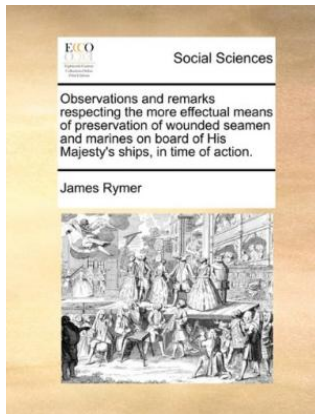 ECCO
Social Sciences
Observations and remarks
respecting the more effectual means
of preservation of wounded seamen
and marines on board of His
Majesty's ships, in time of action.
James Rymer